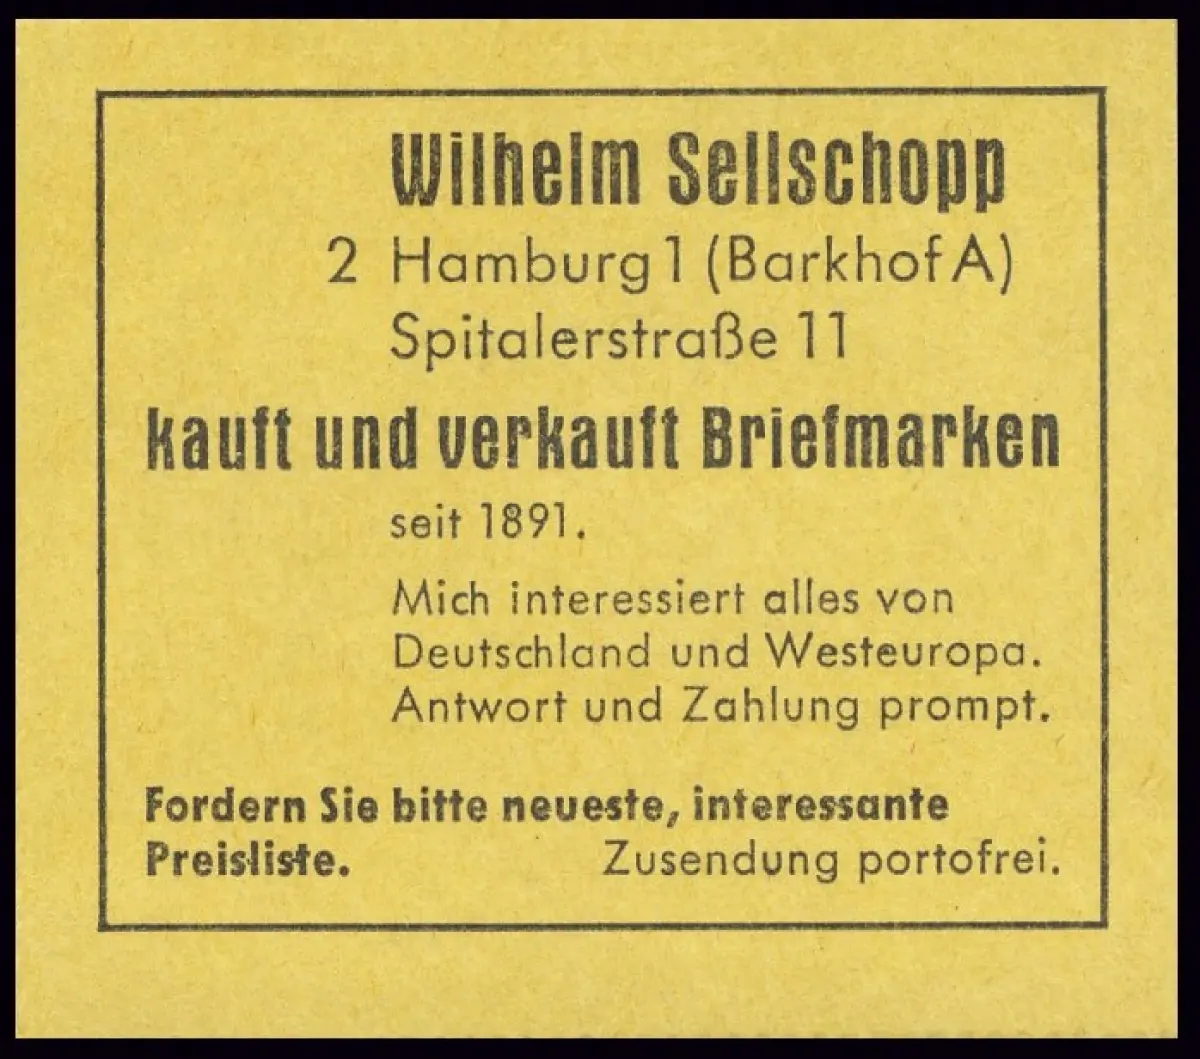 Wilhelm Sellschopp
2 Hamburg 1 (Barkhof A)
Spitalerstraße 11
kauft und verkauft Briefmarken
seit 1891.
Mich interessiert alles von
Deutschland und Westeuropa.
Antwort und Zahlung prompt.
Fordern Sie bitte neueste, interessante
Preisliste. Zusendung portofrei.